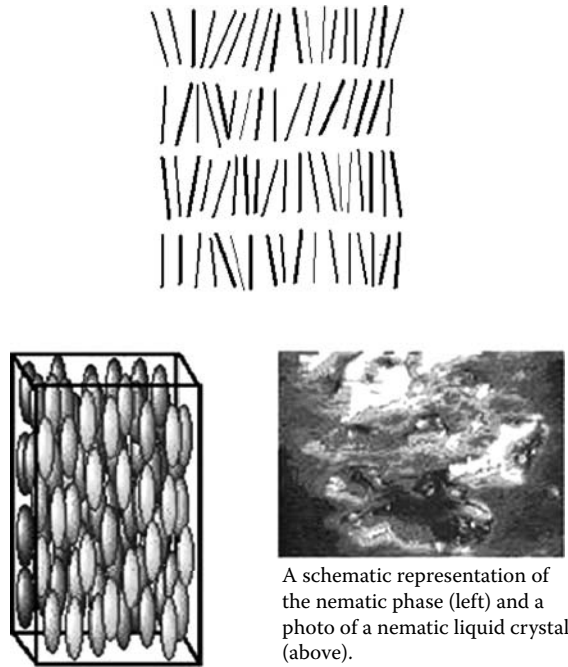 A schematic representation of
the nematic phase (left) and a
photo of a nematic liquid crystal
(above).